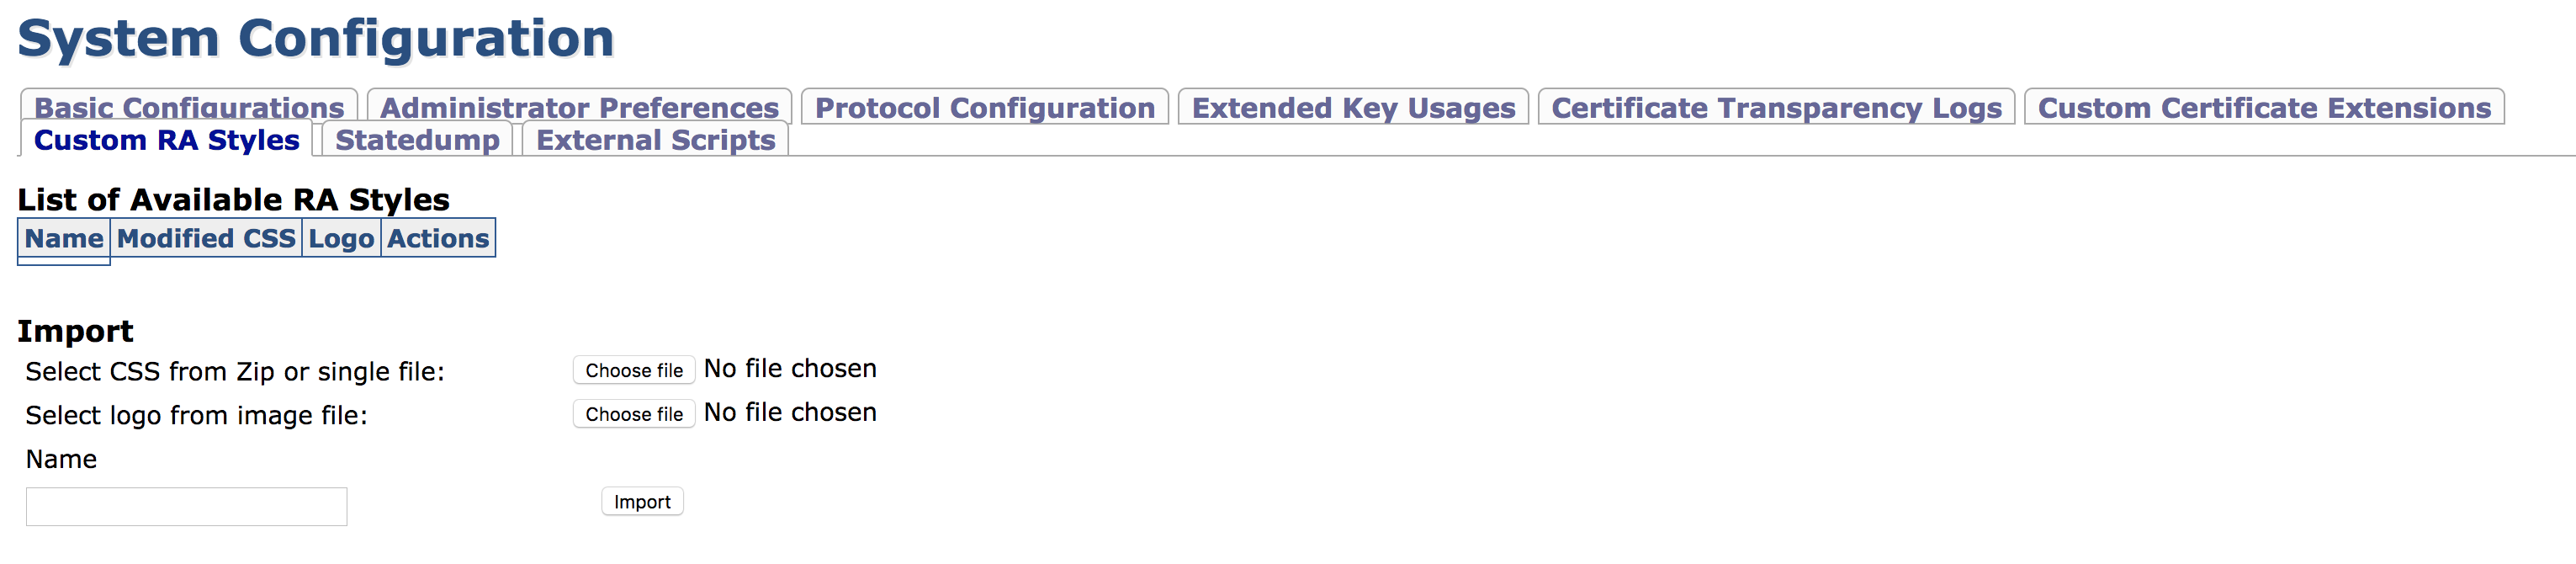 System Configuration
Basic Configurations Administrator Preferences Protocol Configuration Extended Key Usages Certificate Transparency Logs Custom Certificate Extensions
Custom RA Styles Statedump External Scripts
List of Available RA Styles
Name Modified CSS Logo Actions
Import
Select CSS from Zip or single file: Choose file No file chosen
Select logo from image file: Choose file No file chosen
Name
Import